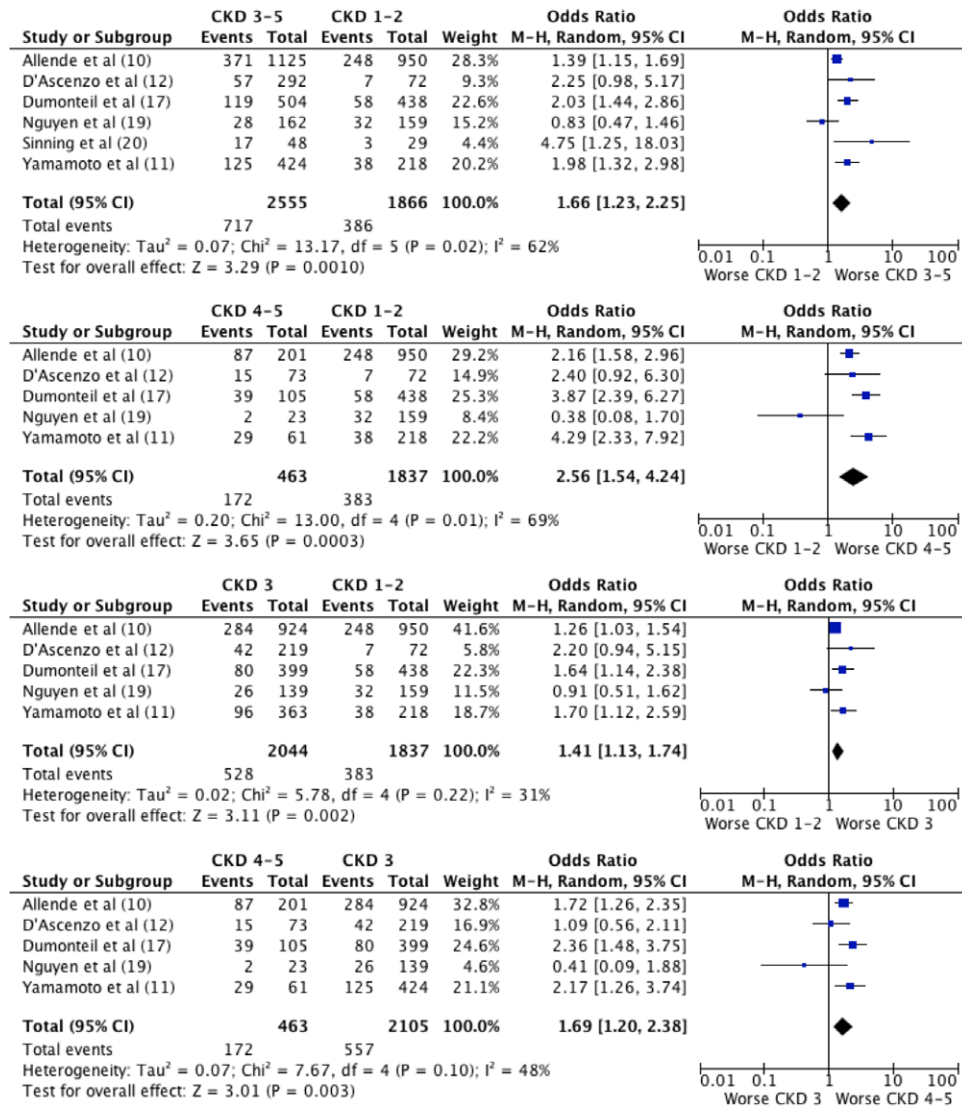 CKD 3-5 CKD 1-2 Odds Ratio Odds Ratio
Study or Subgroup Events Total Events Total Weight M-H, Random, 95% CI M-H, Random, 95% CI
Allende et al (10) 371 1125 248 950 28.3% 1.39 [1.15, 1.69]
D'Ascenzo et al (12) 57 292 7 72 9.3% 2.25 [0.98, 5.17]
Dumonteil et al (17) 119 504 58 438 22.6% 2.03 [1.44, 2.86]
Nguyen et al (19) 28 162 32 159 15.2% 0.83 [0.47, 1.46]
Sinning et al (20) 17 48 3 29 4.4% 4.75 [1.25, 18.03]
Yamamoto et al (11) 125 424 38 218 20.2% 1.98 [1.32, 2.98]
Total (95% CI) 2555 1866 100.0% 1.66 [1.23, 2.25]
Total events 717 386
Heterogeneity: Tau² = 0.07; Chi² = 13.17, df = 5 (P = 0.02); I² = 62%
Test for overall effect: Z = 3.29 (P = 0.0010)
0.01 0.1 1 10 100
Worse CKD 1-2 Worse CKD 3-5
CKD 4-5 CKD 1-2 Odds Ratio Odds Ratio
Study or Subgroup Events Total Events Total Weight M-H, Random, 95% CI M-H, Random, 95% CI
Allende et al (10) 87 201 248 950 29.2% 2.16 [1.58, 2.96]
D'Ascenzo et al (12) 15 73 7 72 14.9% 2.40 [0.92, 6.30]
Dumonteil et al (17) 39 105 58 438 25.3% 3.87 [2.39, 6.27]
Nguyen et al (19) 2 23 32 159 8.4% 0.38 [0.08, 1.70]
Yamamoto et al (11) 29 61 38 218 22.2% 4.29 [2.33, 7.92]
Total (95% CI) 463 1837 100.0% 2.56 [1.54, 4.24]
Total events 172 383
Heterogeneity: Tau² = 0.20; Chi² = 13.00, df = 4 (P = 0.01); I² = 69%
Test for overall effect: Z = 3.65 (P = 0.0003)
0.01 0.1 1 10 100
Worse CKD 1-2 Worse CKD 4-5
CKD 3 CKD 1-2 Odds Ratio Odds Ratio
Study or Subgroup Events Total Events Total Weight M-H, Random, 95% CI M-H, Random, 95% CI
Allende et al (10) 284 924 248 950 41.6% 1.26 [1.03, 1.54]
D'Ascenzo et al (12) 42 219 7 72 5.8% 2.20 [0.94, 5.15]
Dumonteil et al (17) 80 399 58 438 22.3% 1.64 [1.14, 2.38]
Nguyen et al (19) 26 139 32 159 11.5% 0.91 [0.51, 1.62]
Yamamoto et al (11) 96 363 38 218 18.7% 1.70 [1.12, 2.59]
Total (95% CI) 2044 1837 100.0% 1.41 [1.13, 1.74]
Total events 528 383
Heterogeneity: Tau² = 0.02; Chi² = 5.78, df = 4 (P = 0.22); I² = 31%
Test for overall effect: Z = 3.11 (P = 0.002)
0.01 0.1 1 10 100
Worse CKD 1-2 Worse CKD 3
CKD 4-5 CKD 3 Odds Ratio Odds Ratio
Study or Subgroup Events Total Events Total Weight M-H, Random, 95% CI M-H, Random, 95% CI
Allende et al (10) 87 201 284 924 32.8% 1.72 [1.26, 2.35]
D'Ascenzo et al (12) 15 73 42 219 16.9% 1.09 [0.56, 2.11]
Dumonteil et al (17) 39 105 80 399 24.6% 2.36 [1.48, 3.75]
Nguyen et al (19) 2 23 26 139 4.6% 0.41 [0.09, 1.88]
Yamamoto et al (11) 29 61 125 424 21.1% 2.17 [1.26, 3.74]
Total (95% CI) 463 2105 100.0% 1.69 [1.20, 2.38]
Total events 172 557
Heterogeneity: Tau² = 0.07; Chi² = 7.67, df = 4 (P = 0.10); I² = 48%
Test for overall effect: Z = 3.01 (P = 0.003)
0.01 0.1 1 10 100
Worse CKD 3 Worse CKD 4-5